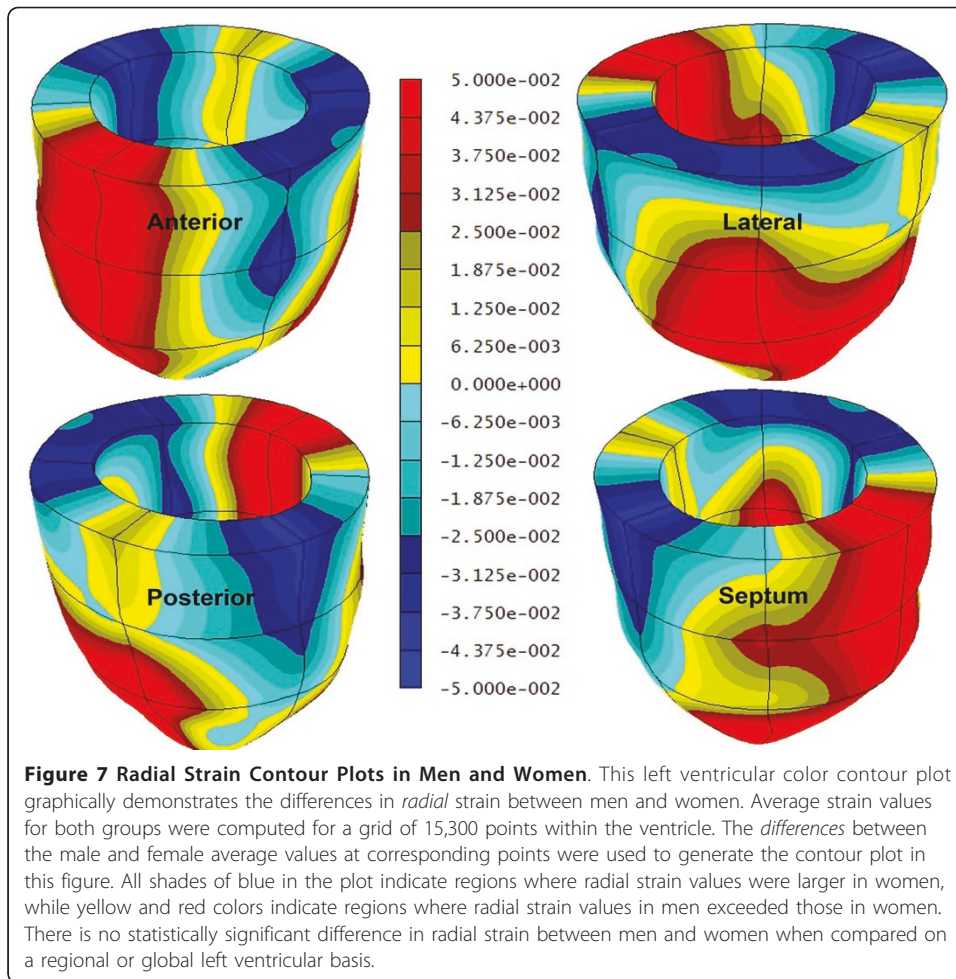 Anterior
Lateral
Posterior
Septum
5.000e-002
4.375e-002
3.750e-002
3.125e-002
2.500e-002
1.875e-002
1.250e-002
6.250e-003
0.000e+000
-6.250e-003
-1.250e-002
-1.875e-002
-2.500e-002
-3.125e-002
-3.750e-002
-4.375e-002
-5.000e-002
Figure 7 Radial Strain Contour Plots in Men and Women. This left ventricular color contour plot
graphically demonstrates the differences in radial strain between men and women. Average strain values
for both groups were computed for a grid of 15,300 points within the ventricle. The differences between
the male and female average values at corresponding points were used to generate the contour plot in
this figure. All shades of blue in the plot indicate regions where radial strain values were larger in women,
while yellow and red colors indicate regions where radial strain values in men exceeded those in women.
There is no statistically significant difference in radial strain between men and women when compared on
a regional or global left ventricular basis.